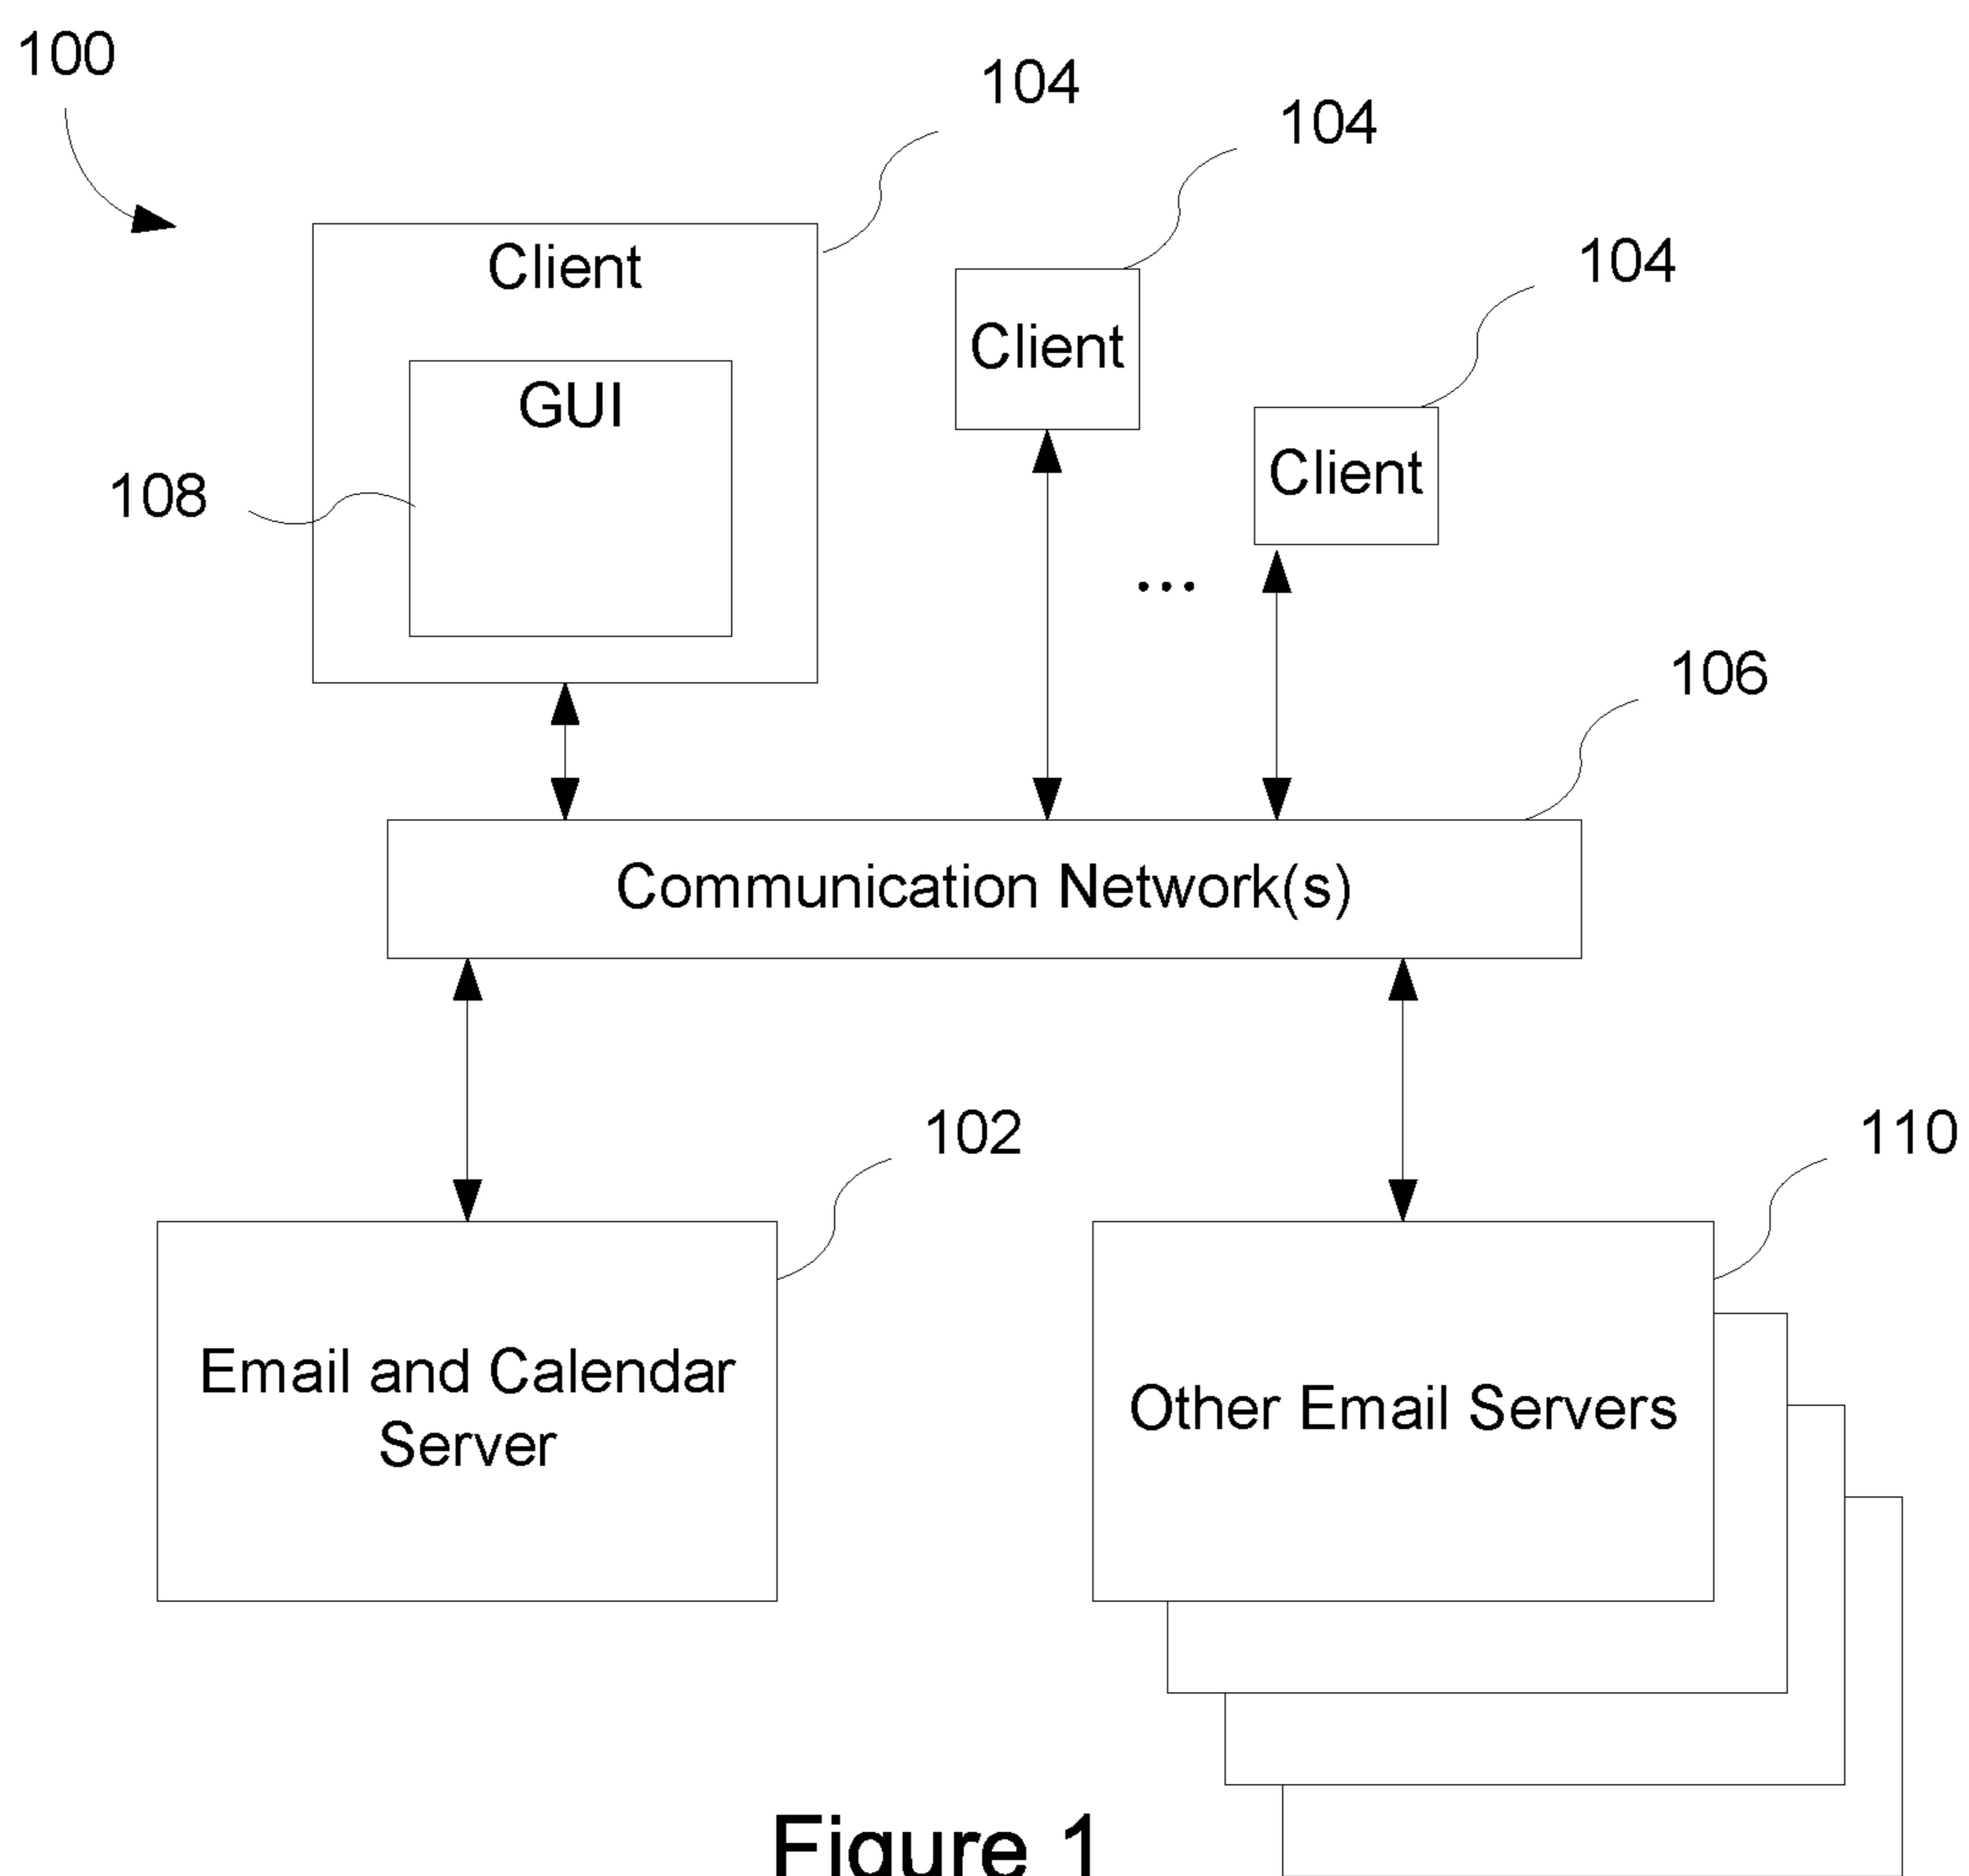 100
104
104
104
Client
Client
GUI
Client
108
...
106
Communication Network(s)
102
110
Email and Calendar
Server
Other Email Servers
Figure 1